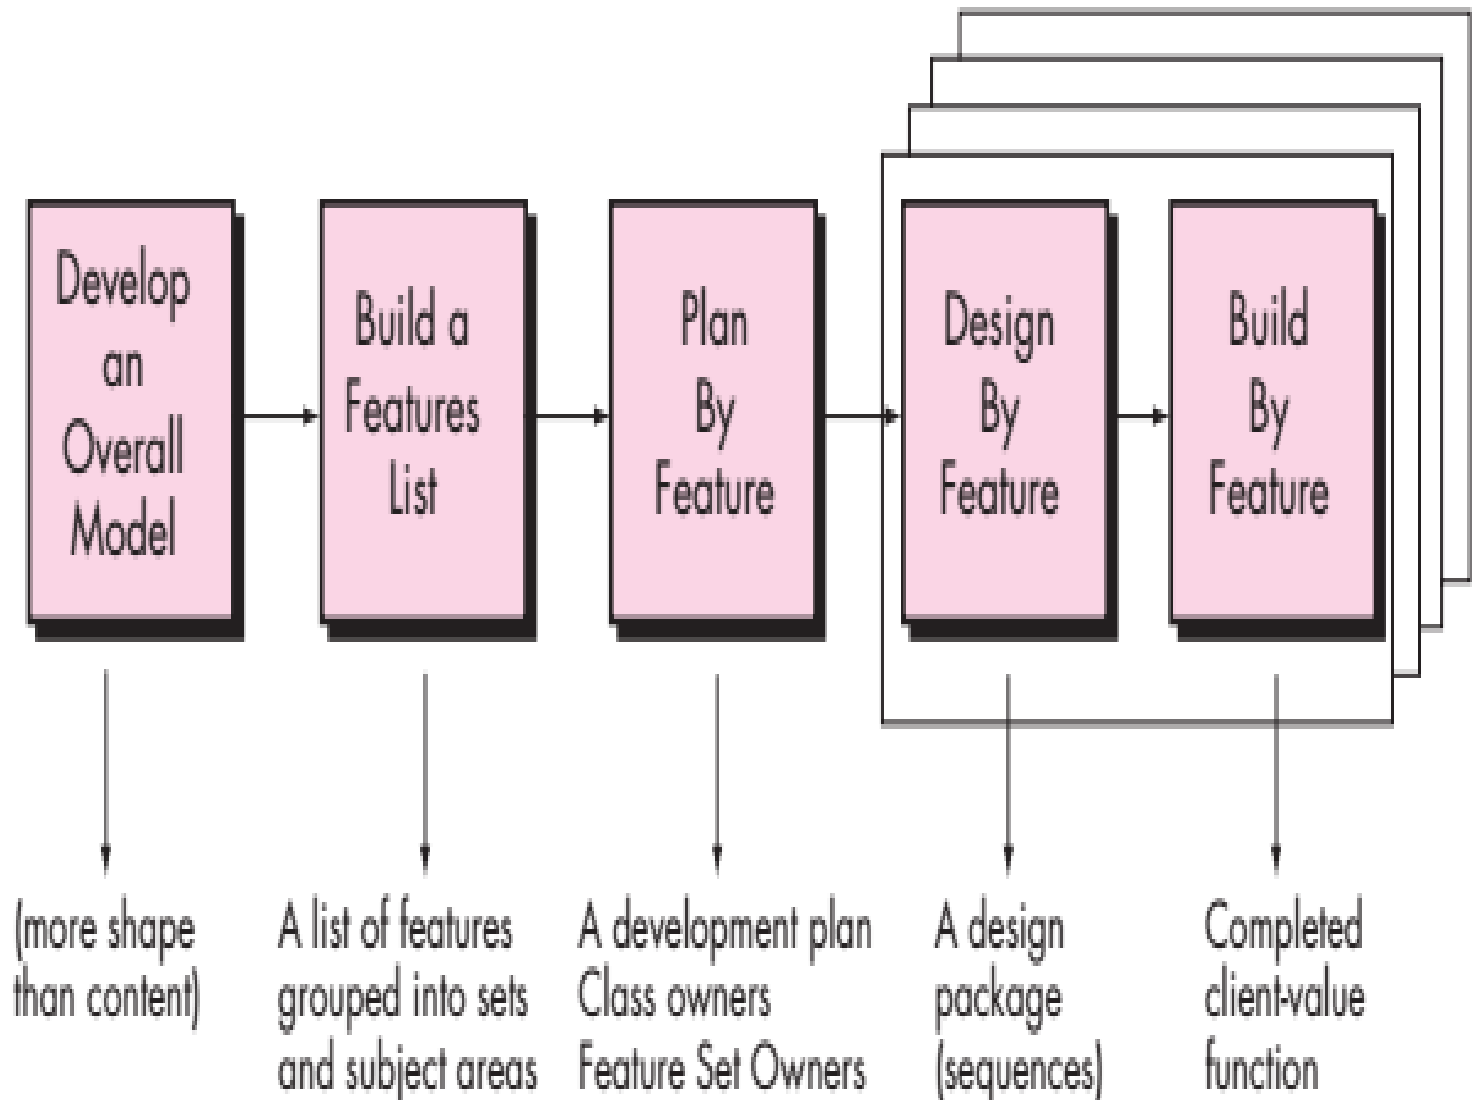 Develop
an
Overall
Model
Build a
Features
List
Plan
By
Feature
Design
By
Feature
Build
By
Feature
(more shape
than content)
A list of features
grouped into sets
and subject areas
A development plan
Class owners
Feature Set Owners
A design
package
(sequences)
Completed
client-value
function